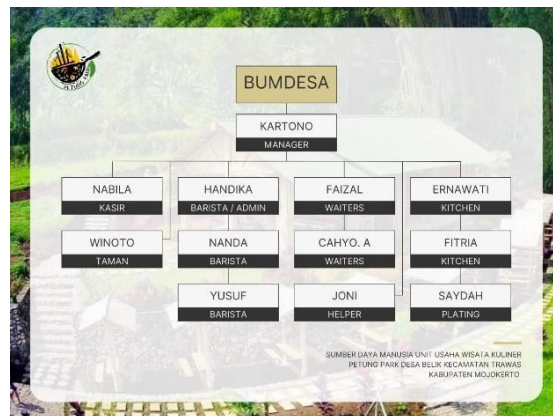 BUMDESA
KARTONO
MANAGER
NABILA
KASIR
HANDIKA
BARISTA / ADMIN
FAIZAL
WAITERS
ERNAWATI
KITCHEN
WINOTO
TAMAN
NANDA
BARISTA
CAHYO. A
WAITERS
FITRIA
KITCHEN
YUSUF
BARISTA
JONI
HELPER
SAYDAH
PLATING
SUMBER DAYA MANUSIA UNIT USAHA WISATA KULINER
PETUNG PARK DESA BELIK KECAMATAN TRAWAS
KABUPATEN MOJOKERTO